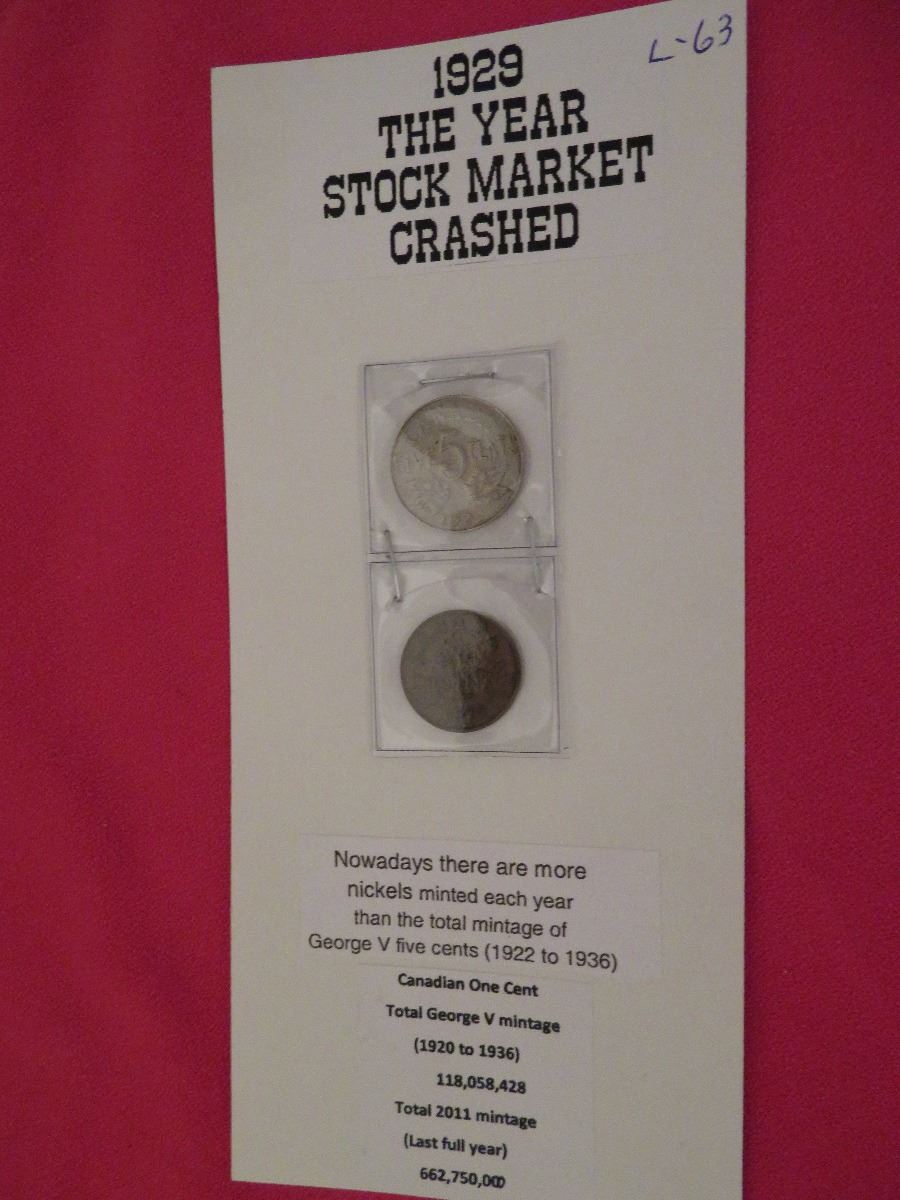 L-63
1929
THE YEAR
STOCK MARKET
CRASHED
5
Nowadays there are more
nickels minted each year
than the total mintage of
George V five cents (1922 to 1936)
Canadian One Cent
Total George V mintage
(1920 to 1936)
118,058,428
Total 2011 mintage
(Last full year)
662,750,000